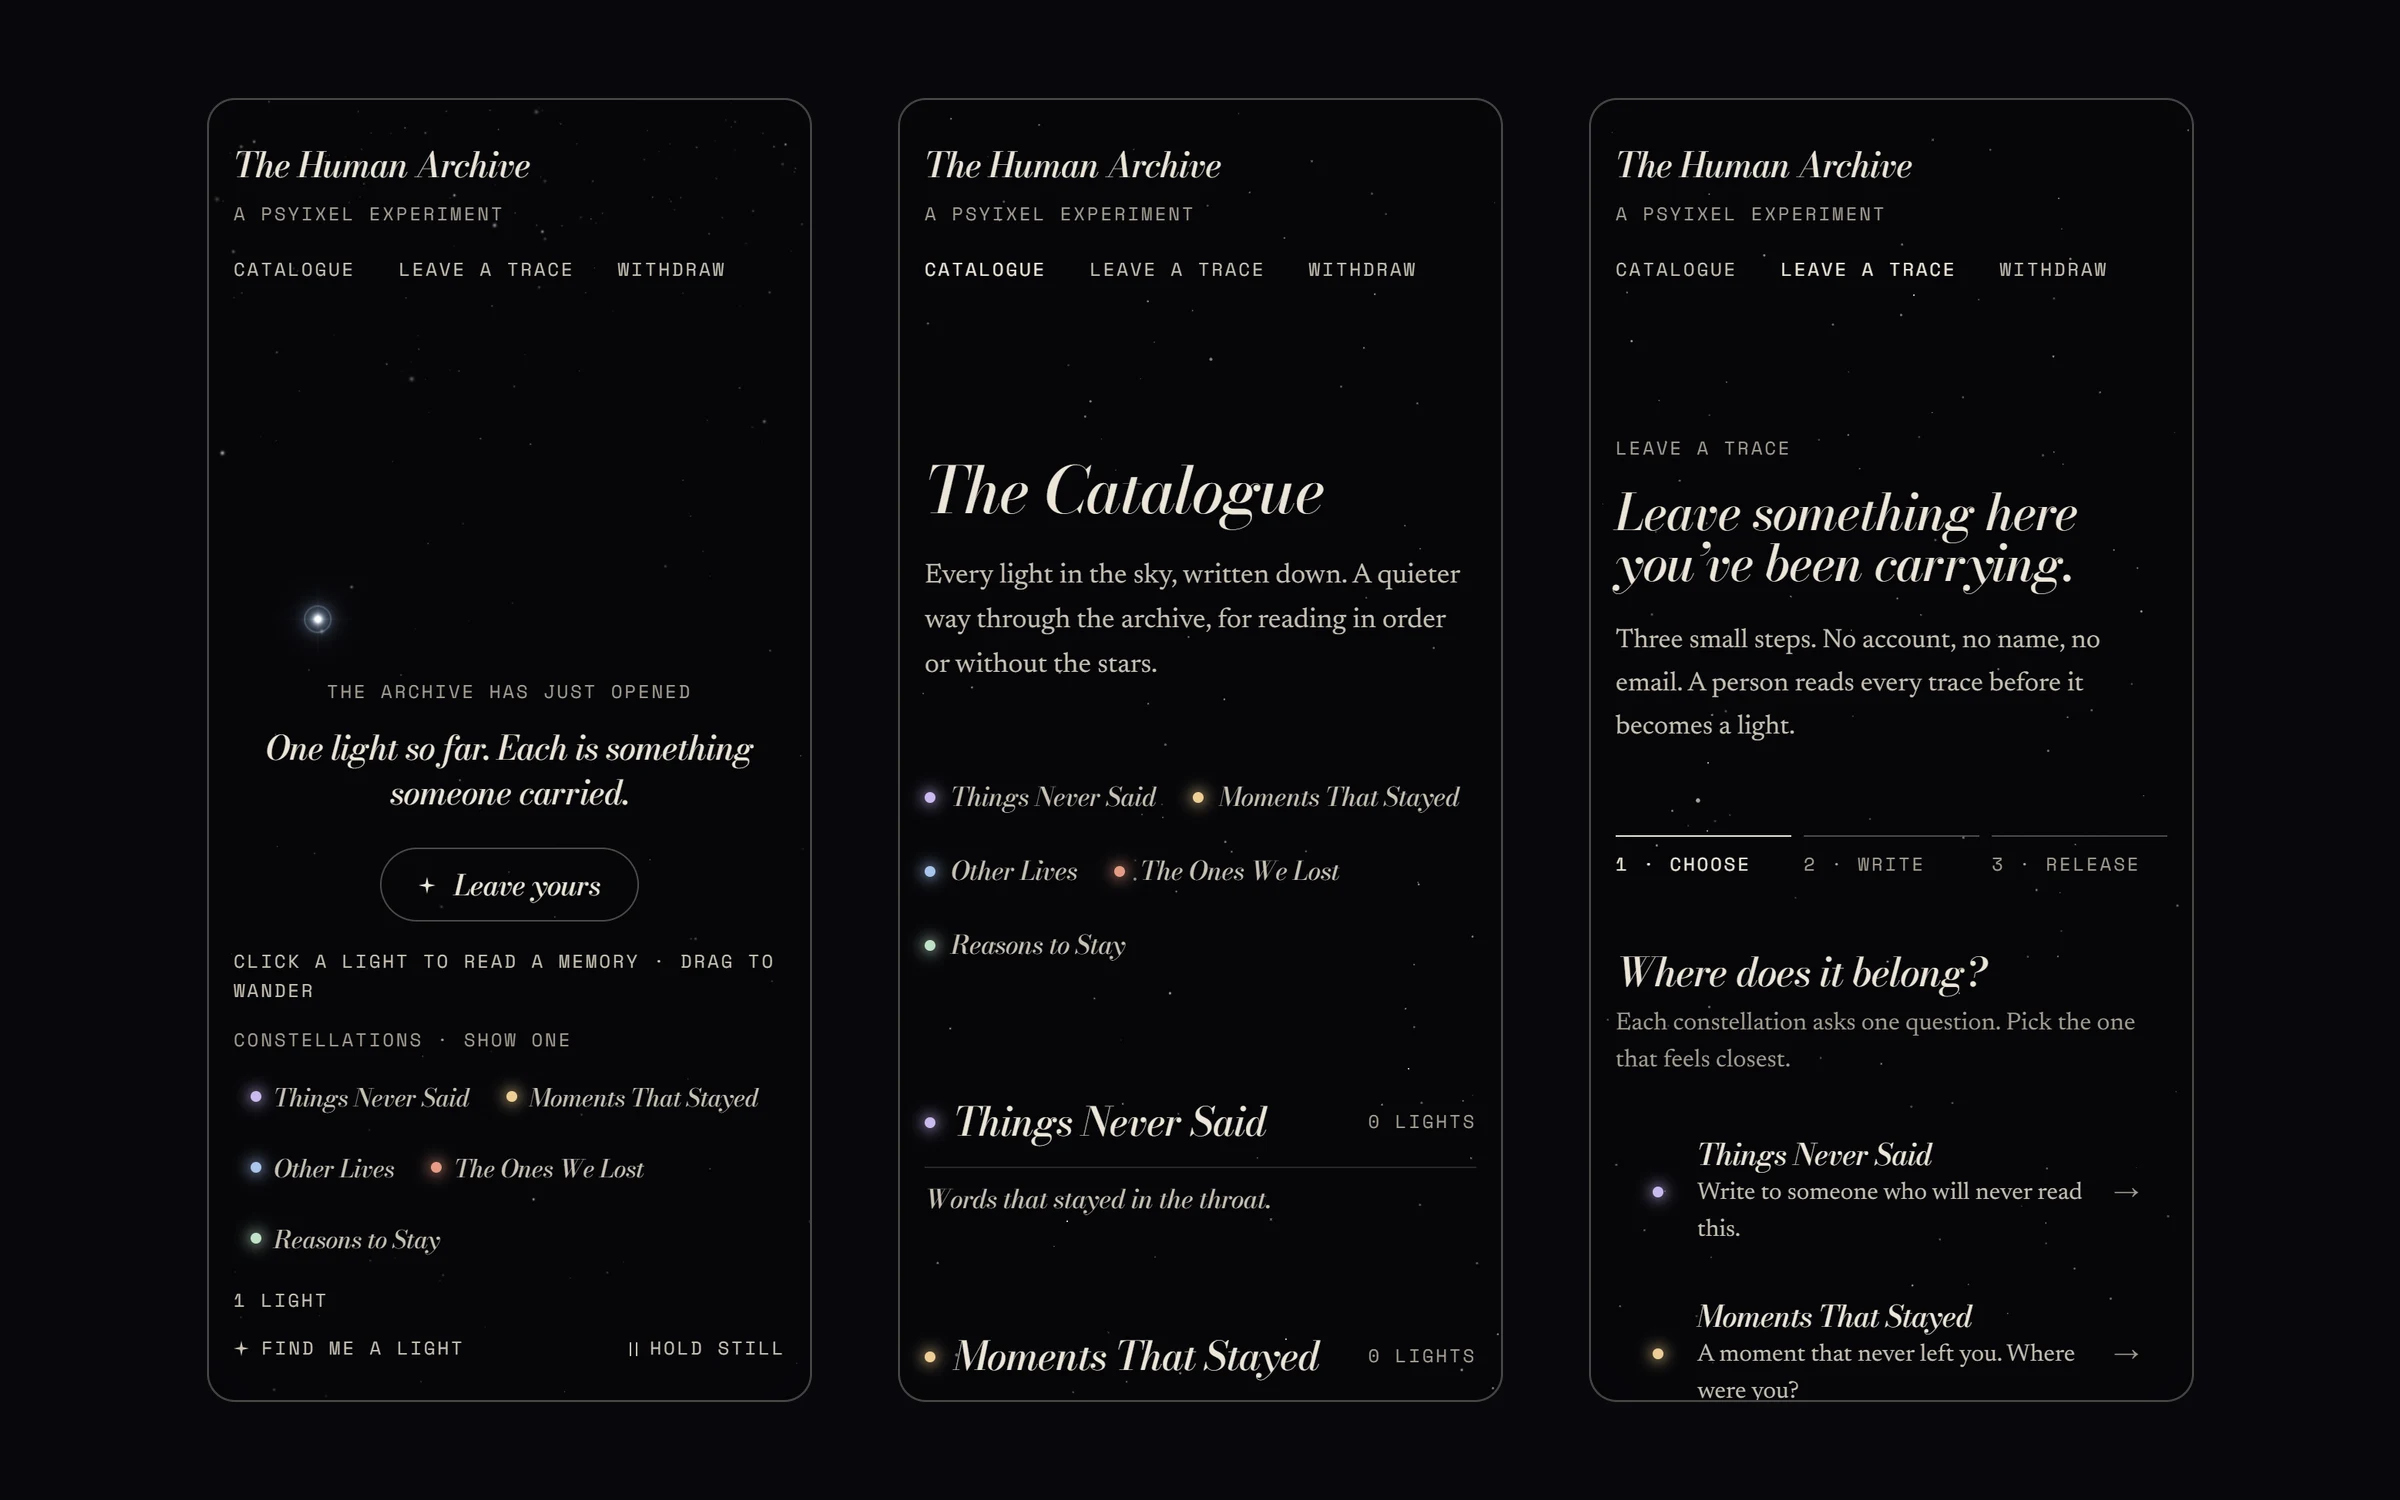 The Human Archive
A PSYIXEL EXPERIMENT
CATALOGUE LEAVE A TRACE WITHDRAW
THE ARCHIVE HAS JUST OPENED
One light so far. Each is something
someone carried.
Leave yours
CLICK A LIGHT TO READ A MEMORY · DRAG TO
WANDER
CONSTELLATIONS · SHOW ONE
Things Never Said Moments That Stayed
Other Lives The Ones We Lost
Reasons to Stay
1 LIGHT
FIND ME A LIGHT HOLD STILL
The Human Archive
A PSYIXEL EXPERIMENT
CATALOGUE LEAVE A TRACE WITHDRAW
The Catalogue
Every light in the sky, written down. A quieter
way through the archive, for reading in order
or without the stars.
Things Never Said Moments That Stayed
Other Lives The Ones We Lost
Reasons to Stay
Things Never Said 0 LIGHTS
Words that stayed in the throat.
Moments That Stayed 0 LIGHTS
The Human Archive
A PSYIXEL EXPERIMENT
CATALOGUE LEAVE A TRACE WITHDRAW
LEAVE A TRACE
Leave something here
you’ve been carrying.
Three small steps. No account, no name, no
email. A person reads every trace before it
becomes a light.
1 · CHOOSE 2 · WRITE 3 · RELEASE
Where does it belong?
Each constellation asks one question. Pick the one
that feels closest.
Things Never Said
Write to someone who will never read →
this.
Moments That Stayed
A moment that never left you. Where →
were you?